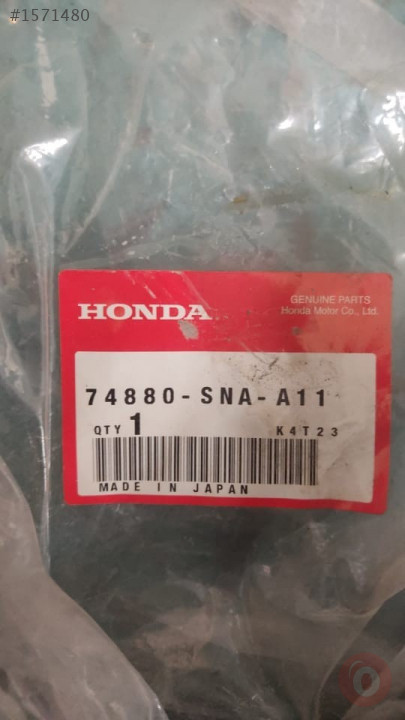 #1571480
HONDA
GENUINE PARTS
Honda Motor Co., Ltd.
74880-SNA-A11
QTY 1 K4T23
MADE IN JAPAN